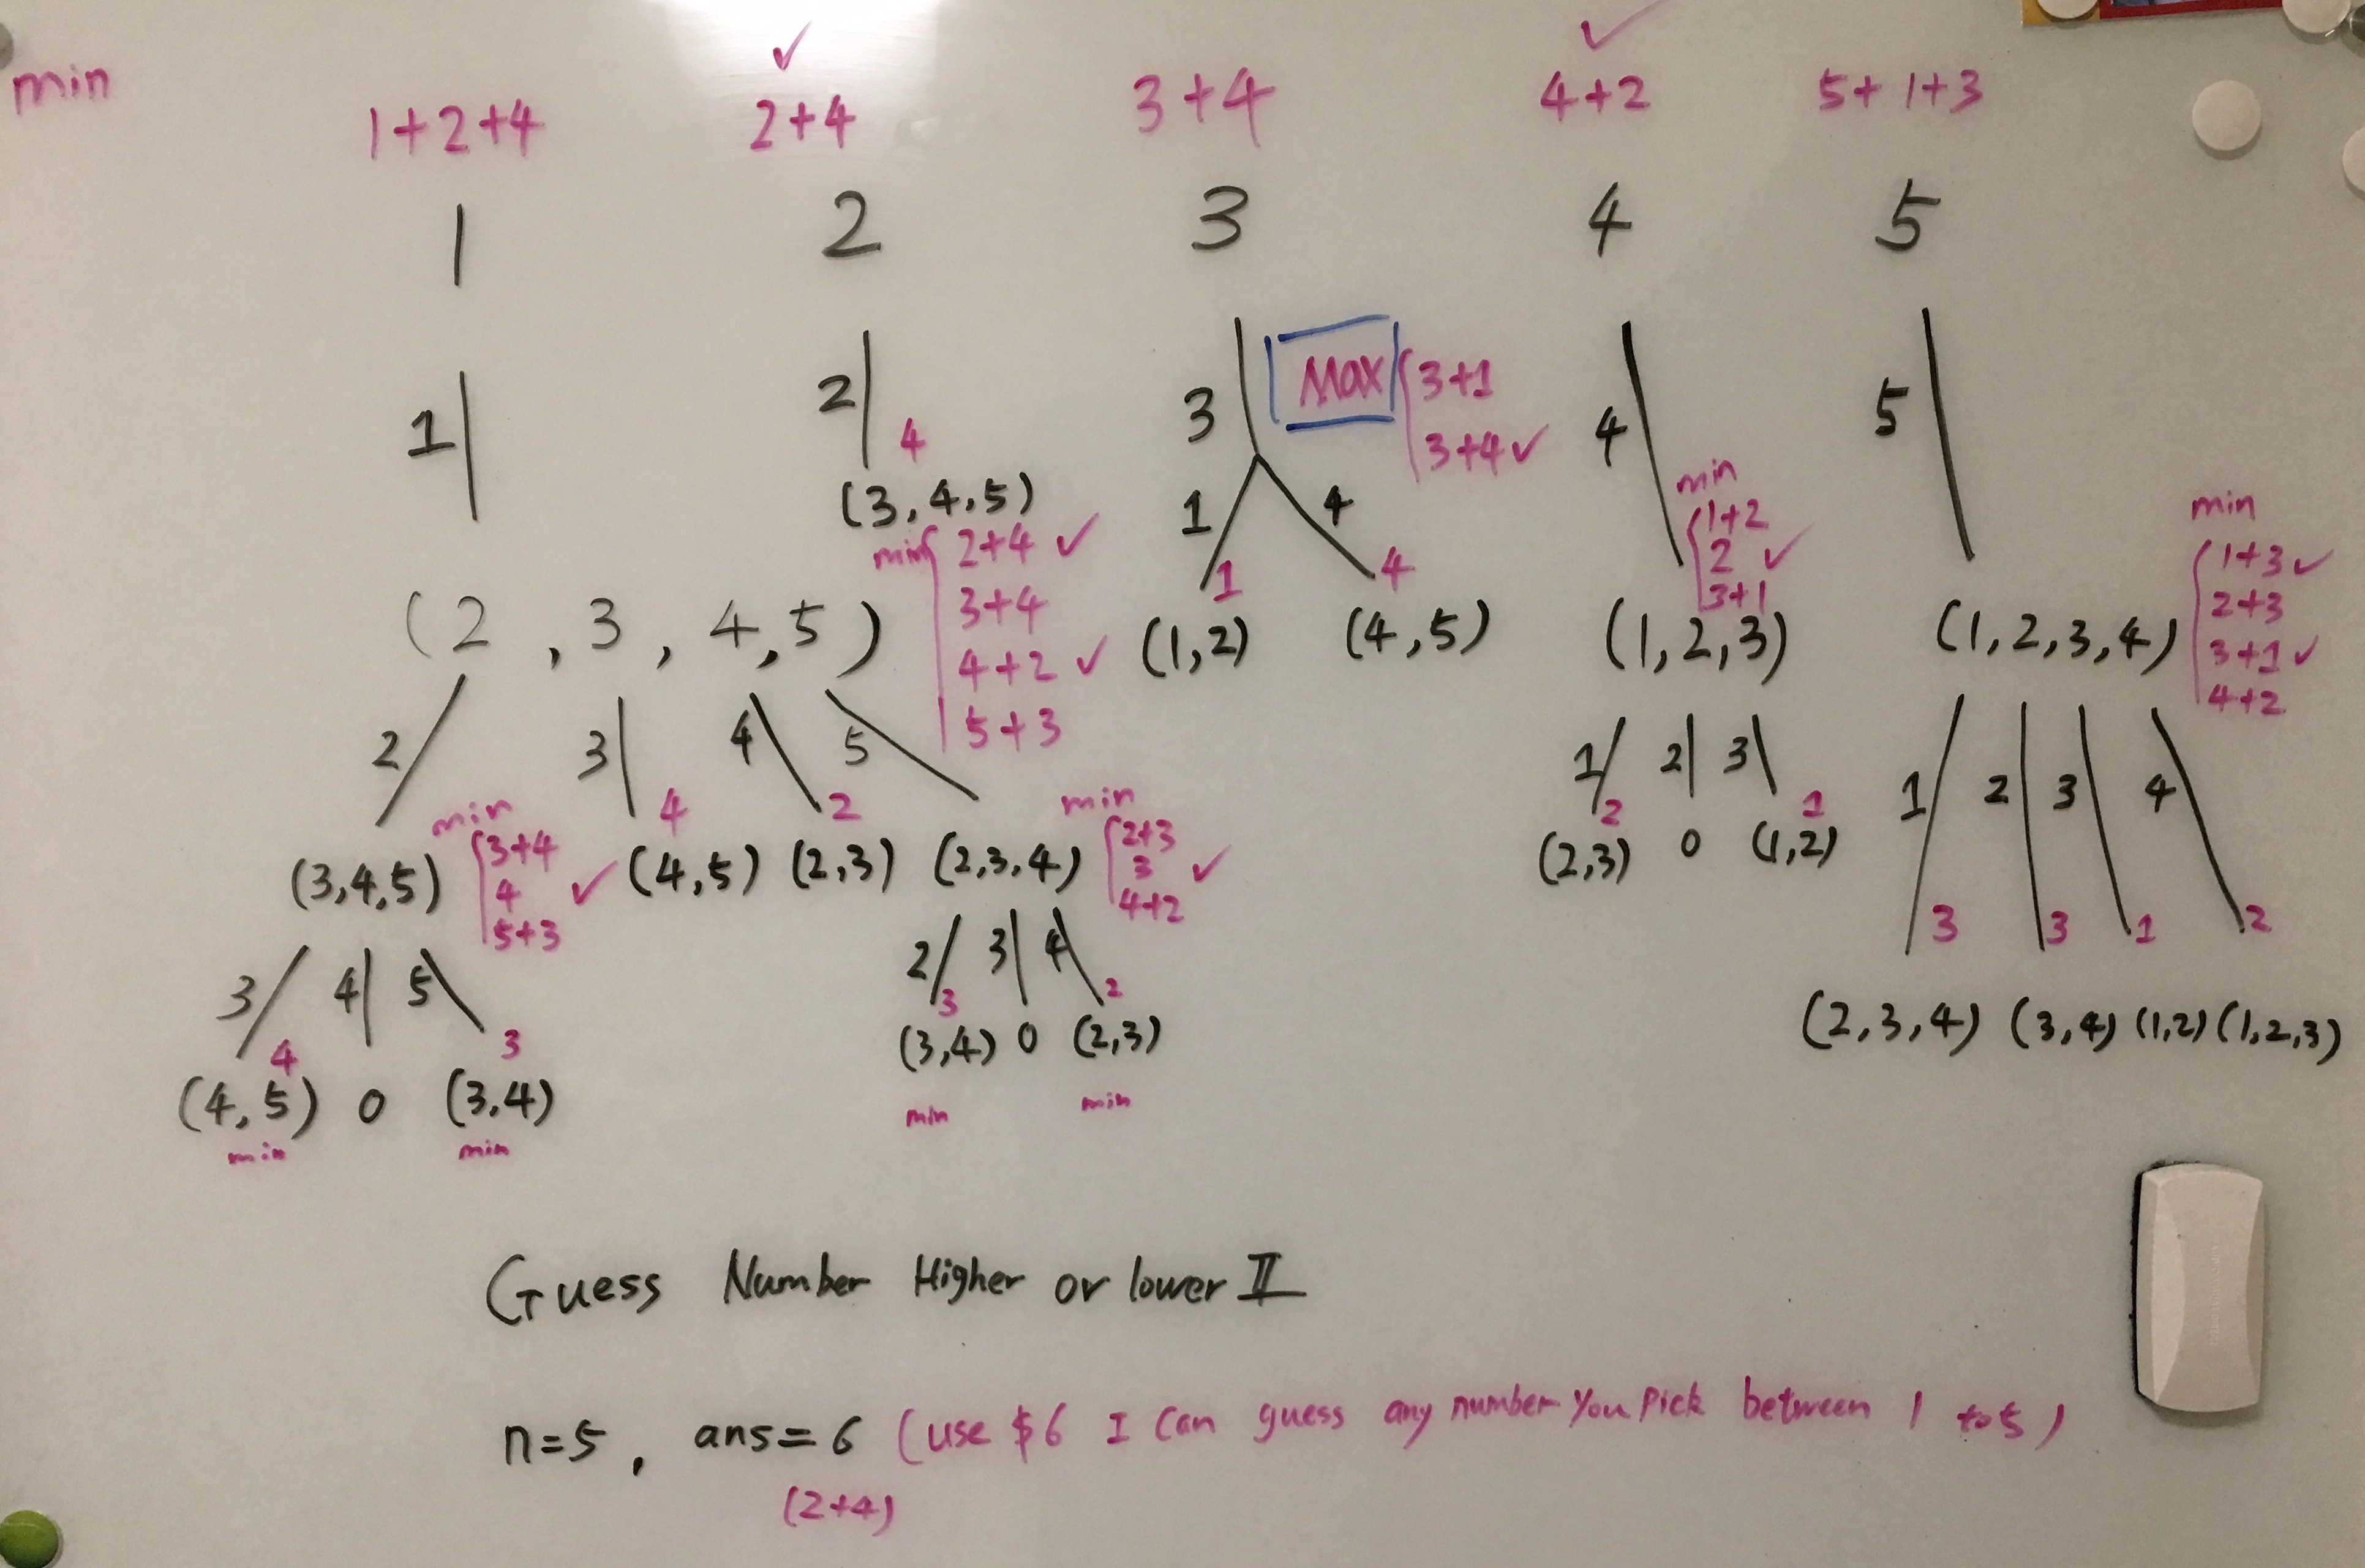 min
1+2+4 ✓ 2+4 3+4 ✓ 4+2 5+1+3
1 2 3 4 5
1
(2, 3, 4, 5)
min 2+4 ✓
3+4
4+2 ✓
5+3
2 3 4 5
4 2
(3,4,5) (4,5) (2,3) (2,3,4)
min 3+4
4 ✓
5+3
3 4 5
4 3
(4,5) 0 (3,4)
min min
min 2+3
3 ✓
4+2
2 3 4
3 2
(3,4) 0 (2,3)
min min
2
4
(3,4,5)
3
Max 3+1
3+4 ✓
1 4
1 4
(1,2) (4,5)
4
min
1+2
2 ✓
3+1
(1,2,3)
1 2 3
2 1
(2,3) 0 (1,2)
5
min
1+3 ✓
2+3
3+1 ✓
4+2
(1,2,3,4)
1 2 3 4
3 3 1 2
(2,3,4) (3,4) (1,2) (1,2,3)
Guess Number Higher or lower II
n=5, ans=6 (use $6 I can guess any number you pick between 1 to 5)
(2+4)